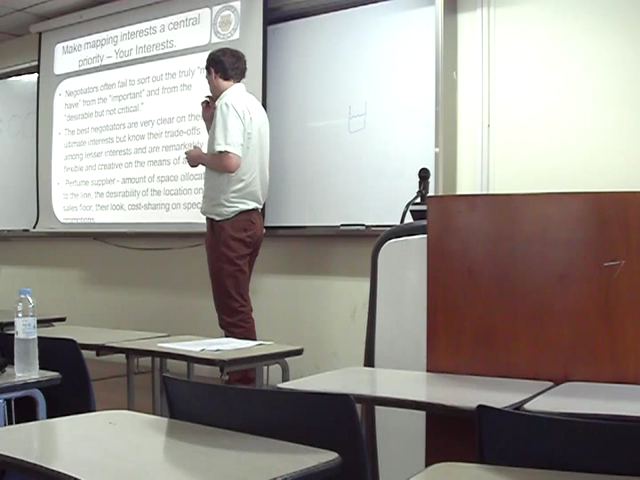 Make mapping interests a central
priority – Your Interests.
• Negotiators often fail to sort out the truly "m
have" from the "important" and from the
"desirable but not critical."
• The best negotiators are very clear on the
ultimate interests but know their trade-offs
among lesser interests and are remarkably
flexible and creative on the means of a
• Perfume supplier - amount of space allocat
to the line, the desirability of the location on
sales floor, their look, cost-sharing on spec